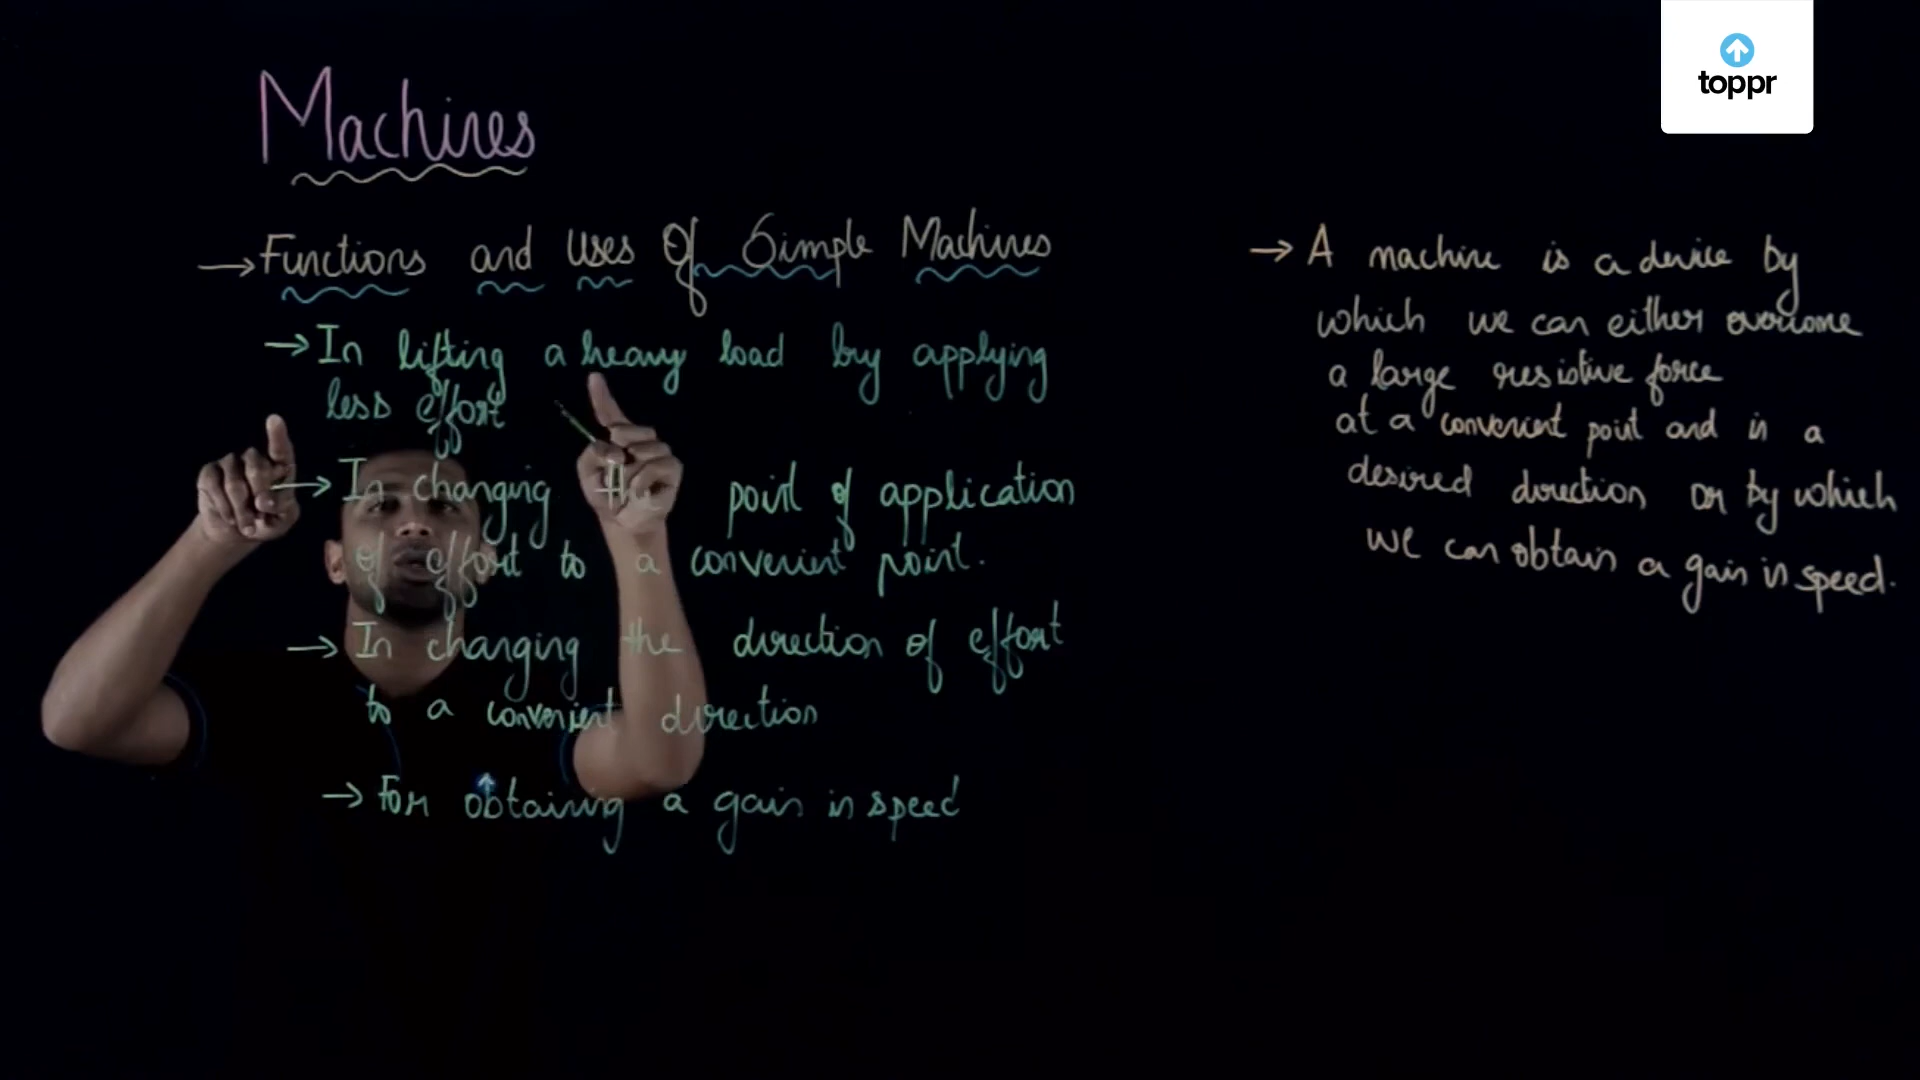 Machines
→ Functions and Uses Of Simple Machines
→ In lifting a heavy load by applying
less effort
→ In changing the point of application
of effort to a convenient point.
→ In changing the direction of effort
to a convenient direction
→ For obtaining a gain in speed
→ A machine is a device by
which we can either overcome
a large resistive force
at a convenient point and in a
desired direction or by which
we can obtain a gain in speed.
toppr